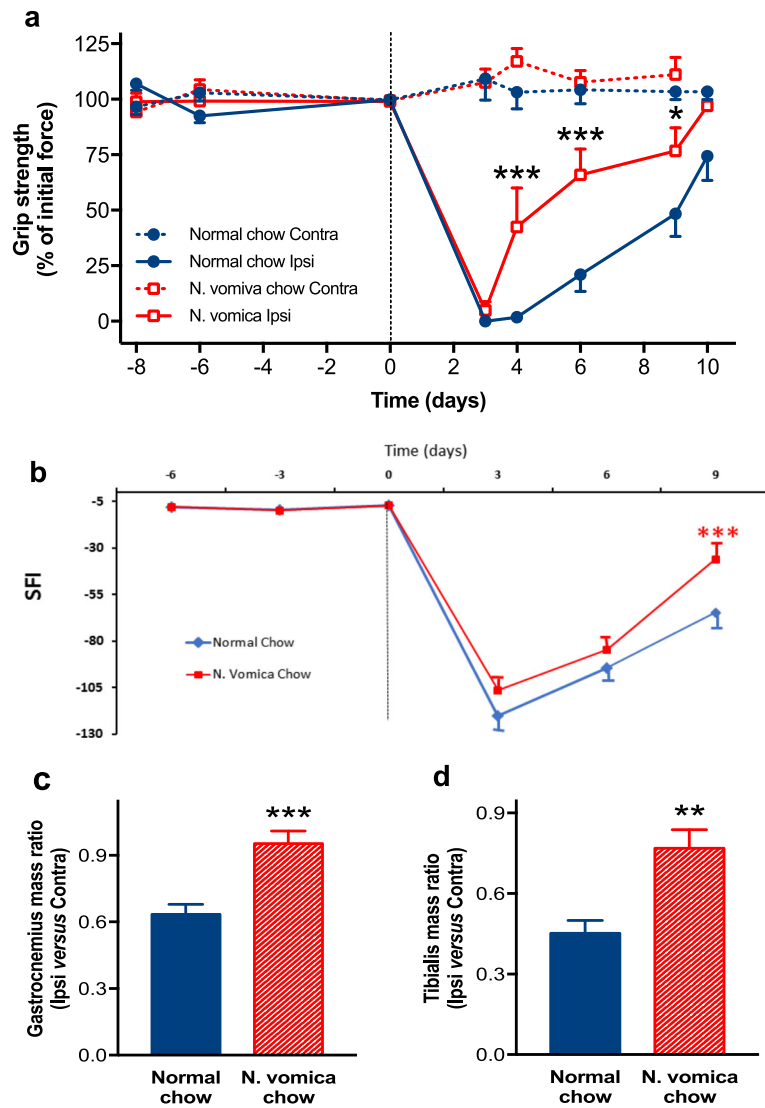 a
125
100
75
50
25
0
Grip strength
(% of initial force)
***
***
*
Normal chow Contra
Normal chow Ipsi
N. vomiva chow Contra
N. vomica Ipsi
-8 -6 -4 -2 0 2 4 6 8 10
Time (days)
b
Time (days)
-6 -3 0 3 6 9
-5
-30
-55
-80
-105
-130
SFI
***
Normal Chow
N. Vomica Chow
c
Gastrocnemius mass ratio
(Ipsi versus Contra)
0.9
0.6
0.3
0.0
***
Normal
chow
N. vomica
chow
d
Tibialis mass ratio
(Ipsi versus Contra)
0.9
0.6
0.3
0.0
**
Normal
chow
N. vomica
chow